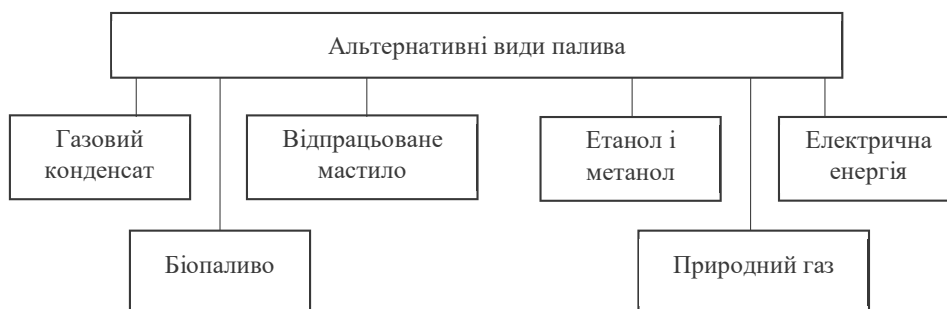 Альтернативні види палива
Газовий
конденсат
Відпрацьоване
мастило
Етанол і
метанол
Електрична
енергія
Біопаливо
Природний газ